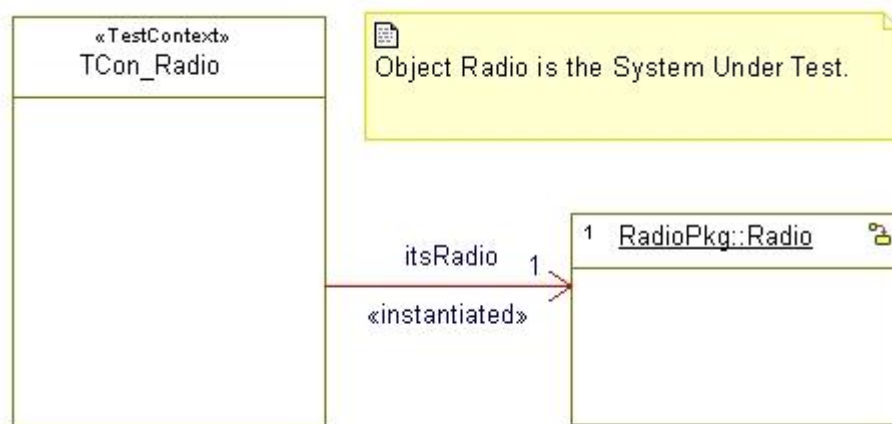 «TestContext»
TCon_Radio
Object Radio is the System Under Test.
1 RadioPkg::Radio
itsRadio 1
«instantiated»